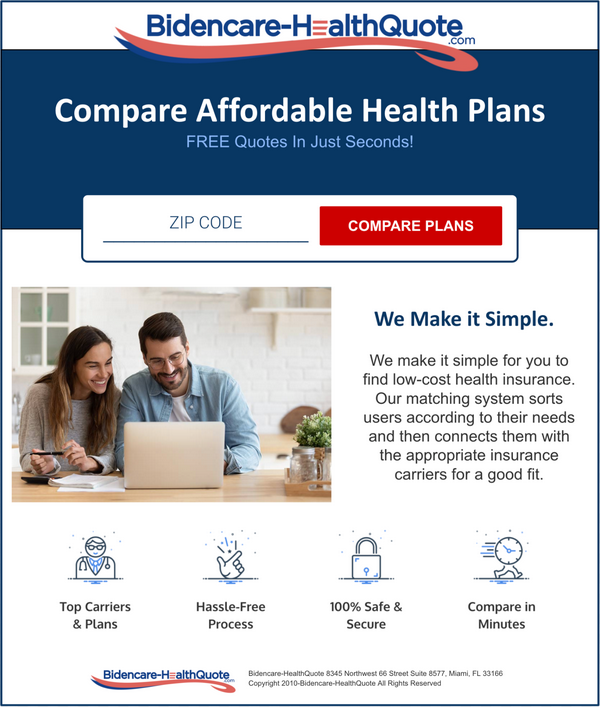 Bidencare-HealthQuote
.com
Compare Affordable Health Plans
FREE Quotes In Just Seconds!
ZIP CODE
COMPARE PLANS
We Make it Simple.
We make it simple for you to
find low-cost health insurance.
Our matching system sorts
users according to their needs
and then connects them with
the appropriate insurance
carriers for a good fit.
Top Carriers
& Plans
Hassle-Free
Process
100% Safe &
Secure
Compare in
Minutes
Bidencare-HealthQuote
.com
Bidencare-HealthQuote 8345 Northwest 66 Street Suite 8577, Miami, FL 33166
Copyright 2010-Bidencare-HealthQuote All Rights Reserved